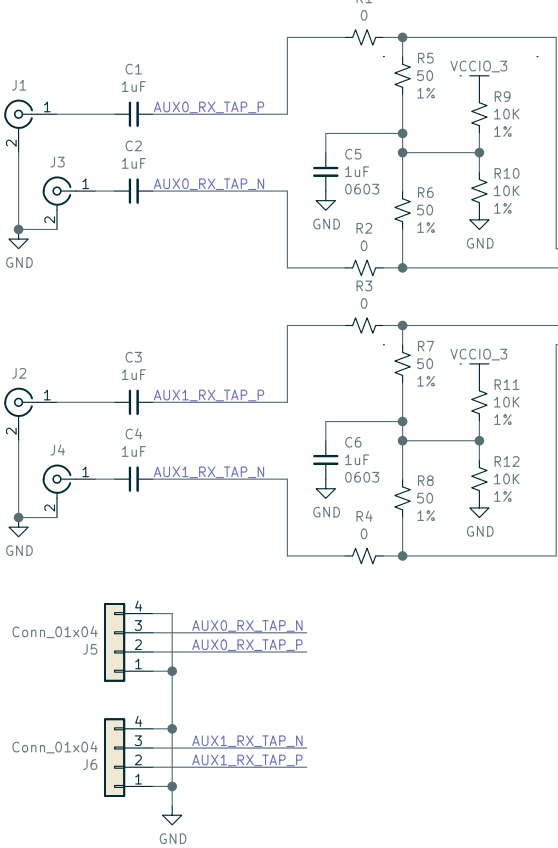 R1
0
J1
1
2
C1
1uF
AUX0_RX_TAP_P
R5
50
1%
VCCIO_3
R9
10K
1%
J3
1
2
C2
1uF
AUX0_RX_TAP_N
C5
1uF
0603
GND
R6
50
1%
R10
10K
1%
GND
GND
R2
0
R3
0
J2
1
2
C3
1uF
AUX1_RX_TAP_P
R7
50
1%
VCCIO_3
R11
10K
1%
J4
1
2
C4
1uF
AUX1_RX_TAP_N
C6
1uF
0603
GND
R8
50
1%
R12
10K
1%
GND
GND
R4
0
Conn_01x04
J5
4
3
2
1
AUX0_RX_TAP_N
AUX0_RX_TAP_P
Conn_01x04
J6
4
3
2
1
AUX1_RX_TAP_N
AUX1_RX_TAP_P
GND